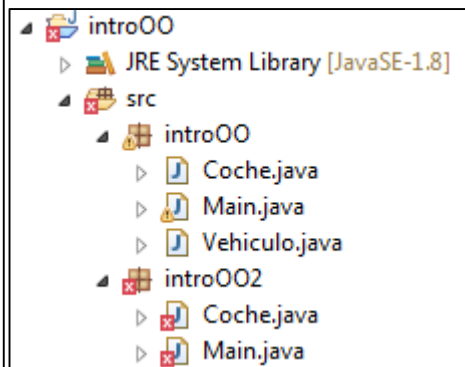 introOO
JRE System Library [JavaSE-1.8]
src
introOO
Coche.java
Main.java
Vehiculo.java
introOO2
Coche.java
Main.java